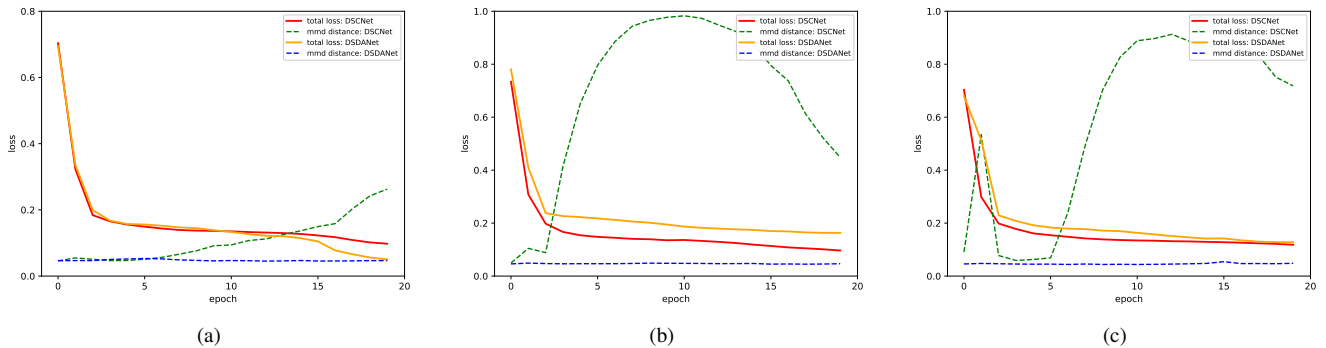 0.8
0.6
0.4
0.2
0.0
loss
total loss: DSCNet
mmd distance: DSCNet
total loss: DSDANet
mmd distance: DSDANet
0 5 10 15 20
epoch
(a)
1.0
0.8
0.6
0.4
0.2
0.0
loss
total loss: DSCNet
mmd distance: DSCNet
total loss: DSDANet
mmd distance: DSDANet
0 5 10 15 20
epoch
(b)
1.0
0.8
0.6
0.4
0.2
0.0
loss
total loss: DSCNet
mmd distance: DSCNet
total loss: DSDANet
mmd distance: DSDANet
0 5 10 15 20
epoch
(c)